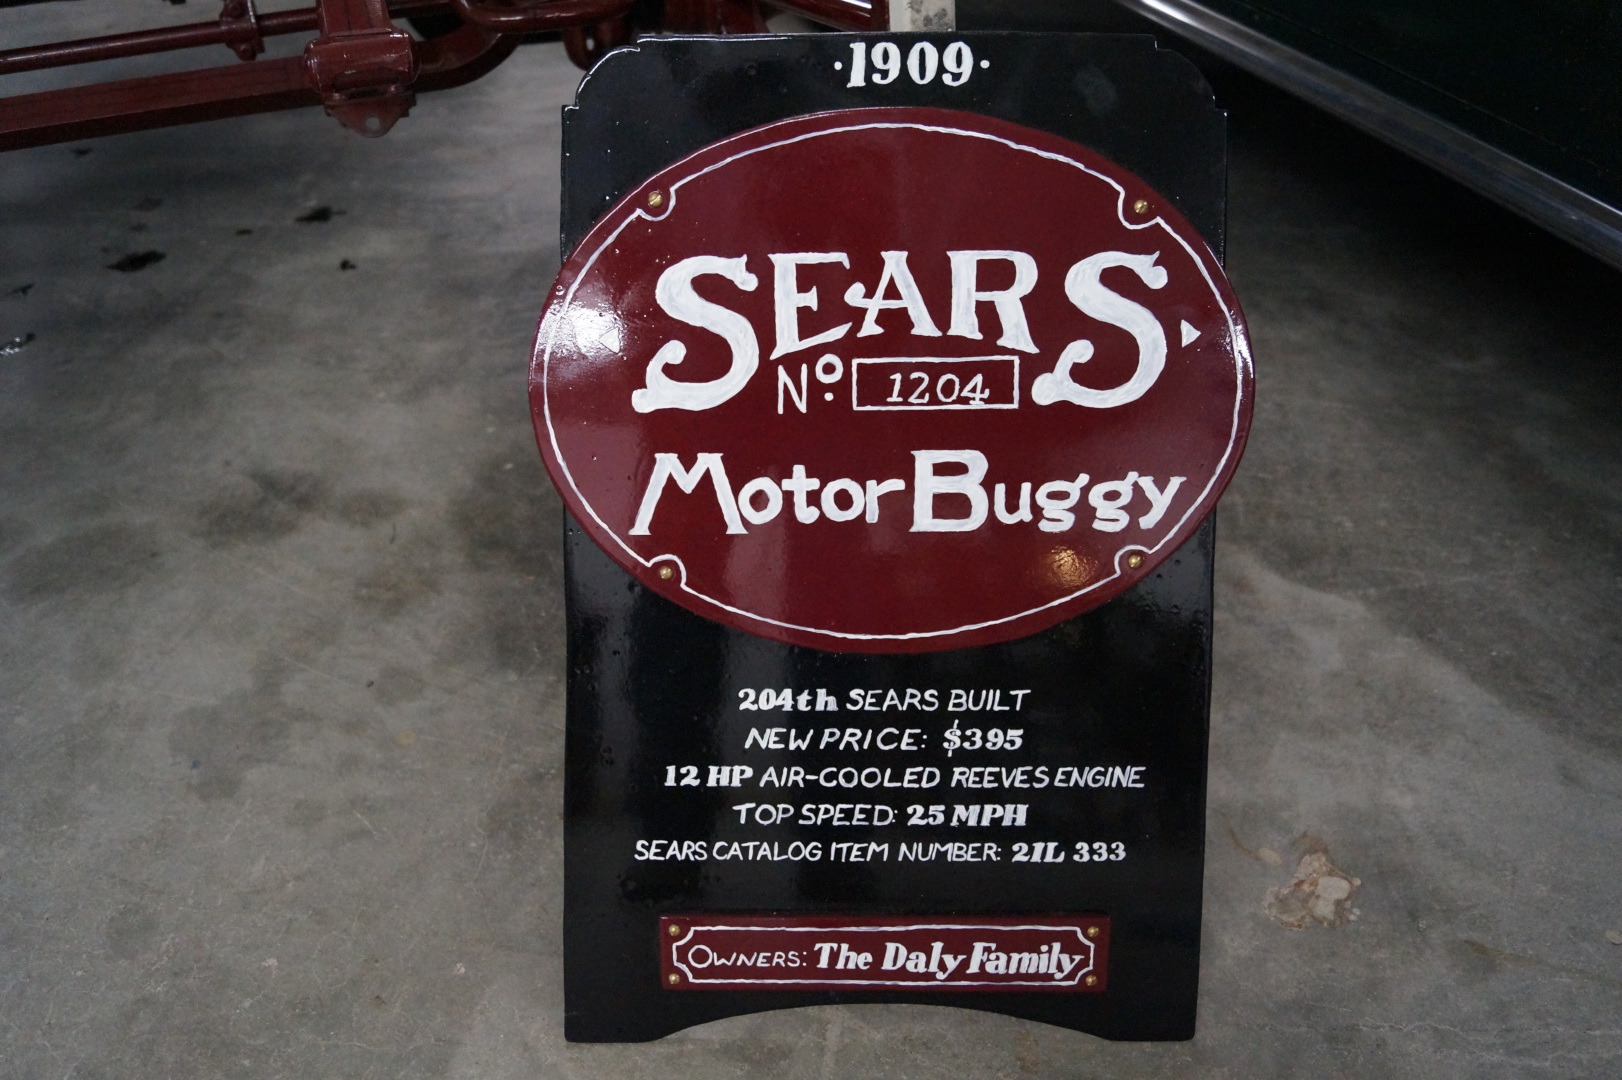 ·1909·
SEARS
Nº 1204
Motor Buggy
204th SEARS BUILT
NEW PRICE: $395
12 HP AIR-COOLED REEVES ENGINE
TOP SPEED: 25 MPH
SEARS CATALOG ITEM NUMBER: 21L 333
OWNERS: The Daly Family